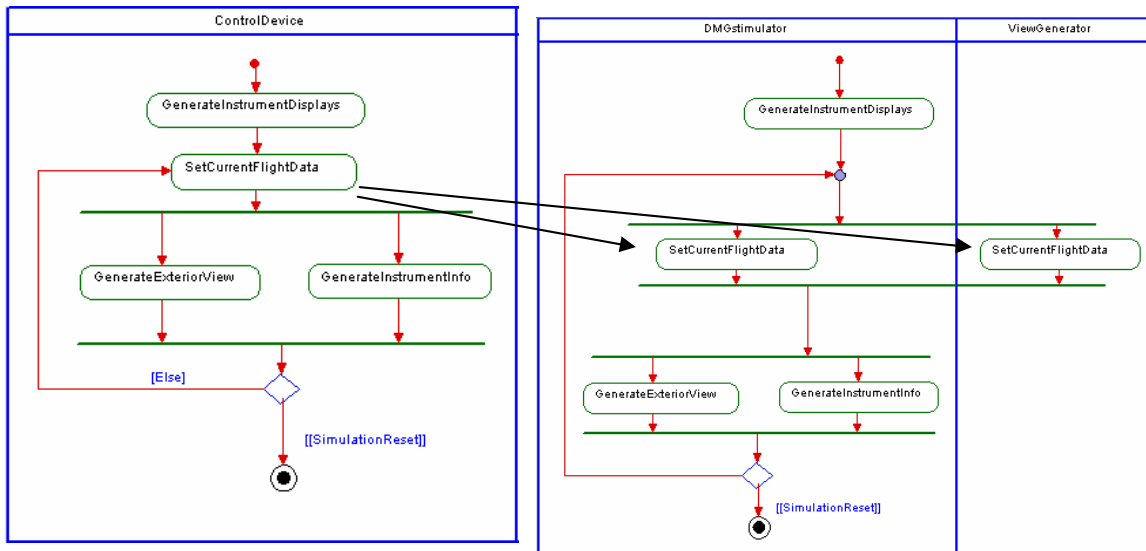 ControlDevice
GenerateInstrumentDisplays
SetCurrentFlightData
GenerateExteriorView
GenerateInstrumentInfo
[Else]
[[SimulationReset]]
DMGstimulator
ViewGenerator
GenerateInstrumentDisplays
SetCurrentFlightData
SetCurrentFlightData
GenerateExteriorView
GenerateInstrumentInfo
[[SimulationReset]]